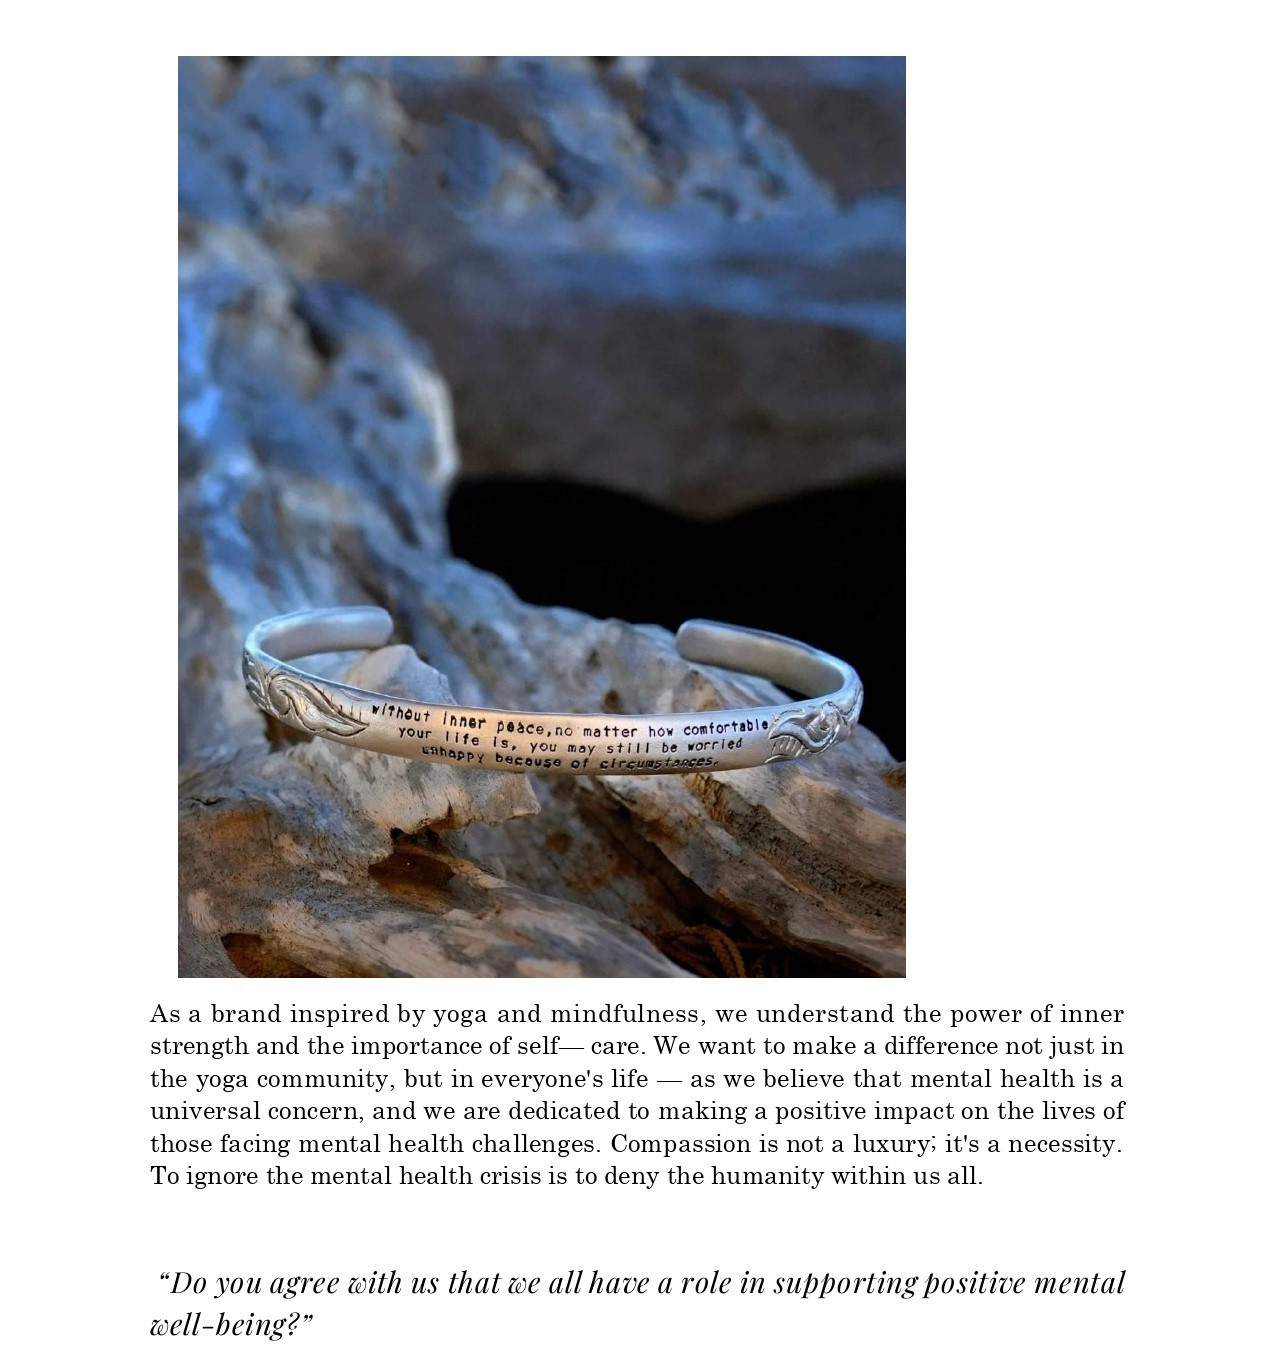 without inner peace,no matter how comfortable
your life is, you may still be worried
unhappy because of circumstances.
As a brand inspired by yoga and mindfulness, we understand the power of inner
strength and the importance of self— care. We want to make a difference not just in
the yoga community, but in everyone's life — as we believe that mental health is a
universal concern, and we are dedicated to making a positive impact on the lives of
those facing mental health challenges. Compassion is not a luxury; it's a necessity.
To ignore the mental health crisis is to deny the humanity within us all.
“Do you agree with us that we all have a role in supporting positive mental
well-being?”